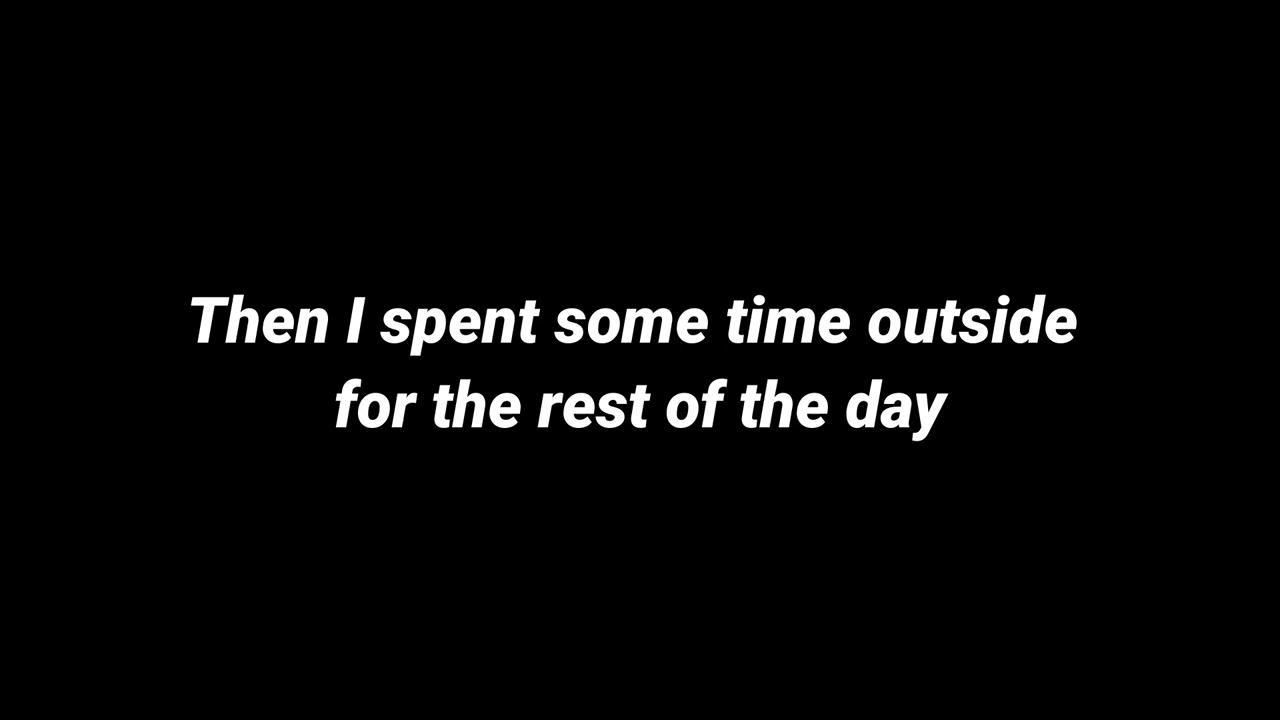 Then I spent some time outside
for the rest of the day